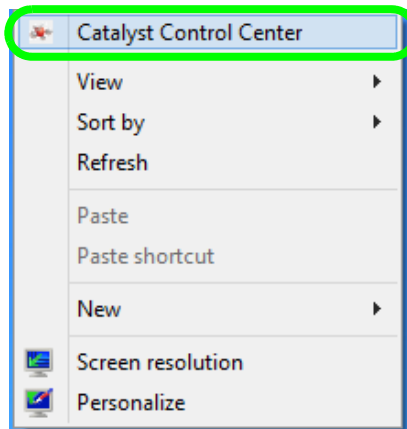 Catalyst Control Center
View
Sort by
Refresh
Paste
Paste shortcut
New
Screen resolution
Personalize